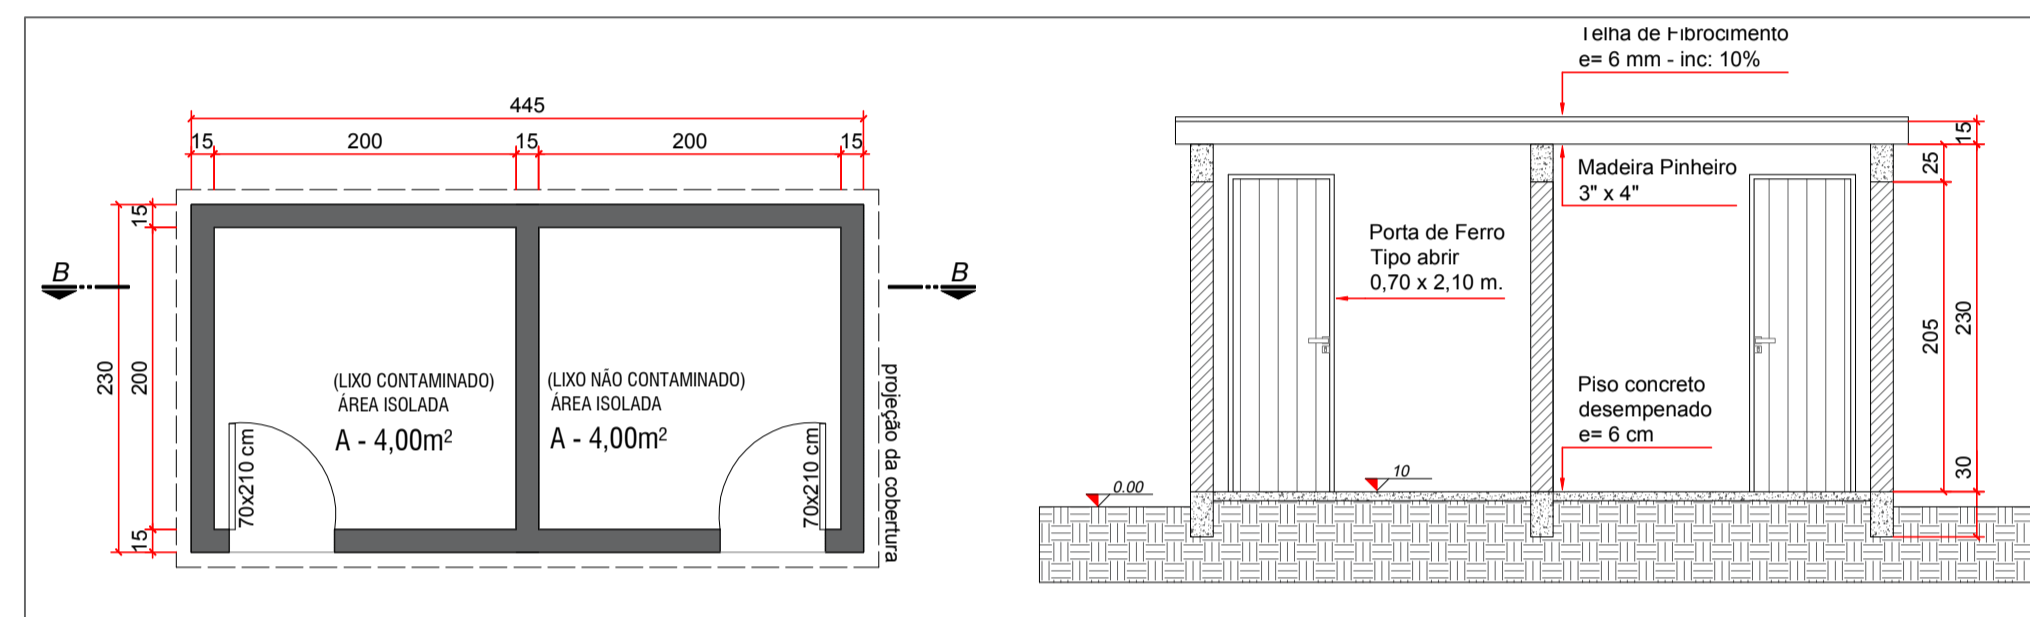 445
15 200 15 200 15
15
230
200
15
B
B
(LIXO CONTAMINADO)
ÁREA ISOLADA
A - 4,00m²
(LIXO NÃO CONTAMINADO)
ÁREA ISOLADA
A - 4,00m²
70x210 cm
70x210 cm
projeção da cobertura
Telha de Fibrocimento
e= 6 mm - inc: 10%
Madeira Pinheiro
3" x 4"
Porta de Ferro
Tipo abrir
0,70 x 2,10 m.
Piso concreto
desempenado
e= 6 cm
0.00
10
15
25
205
230
30